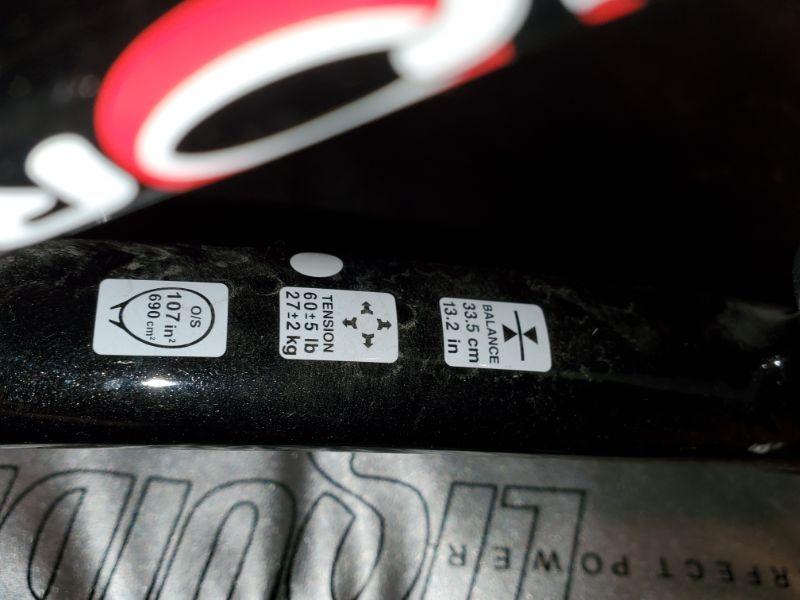 O/S
107 in²
690 cm²
TENSION
60±5 lb
27±2 kg
BALANCE
33.5 cm
13.2 in
POWER